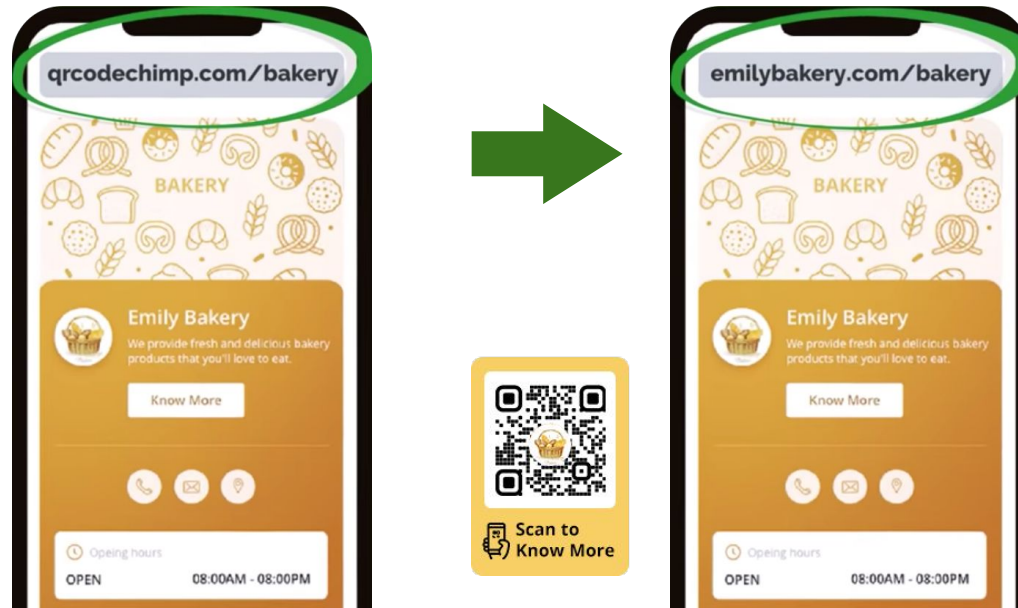 qrcodechimp.com/bakery
BAKERY
Emily Bakery
We provide fresh and delicious bakery
products that you'll love to eat.
Know More
Opeing hours
OPEN 08:00AM - 08:00PM
Scan to
Know More
emilybakery.com/bakery
BAKERY
Emily Bakery
We provide fresh and delicious bakery
products that you'll love to eat.
Know More
Opeing hours
OPEN 08:00AM - 08:00PM